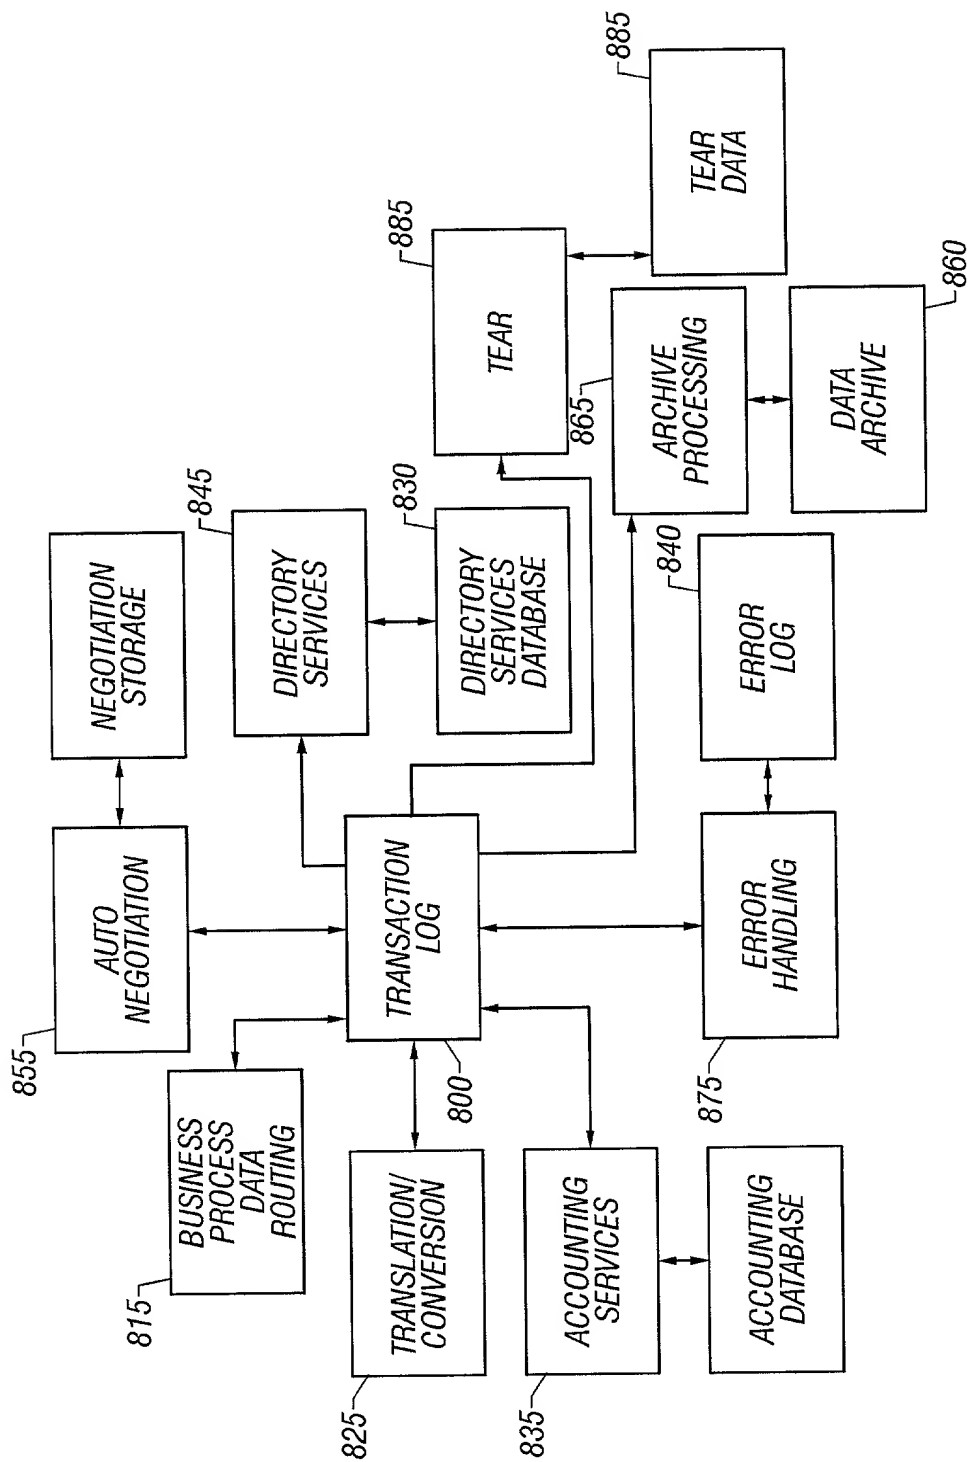 855
AUTO
NEGOTIATION
NEGOTIATION
STORAGE
815
BUSINESS
PROCESS
DATA
ROUTING
DIRECTORY
SERVICES
845
825
TRANSLATION/
CONVERSION
800
TRANSACTION
LOG
DIRECTORY
SERVICES
DATABASE
830
TEAR
885
835
ACCOUNTING
SERVICES
ARCHIVE
PROCESSING
865
TEAR
DATA
885
ACCOUNTING
DATABASE
875
ERROR
HANDLING
ERROR
LOG
840
DATA
ARCHIVE
860